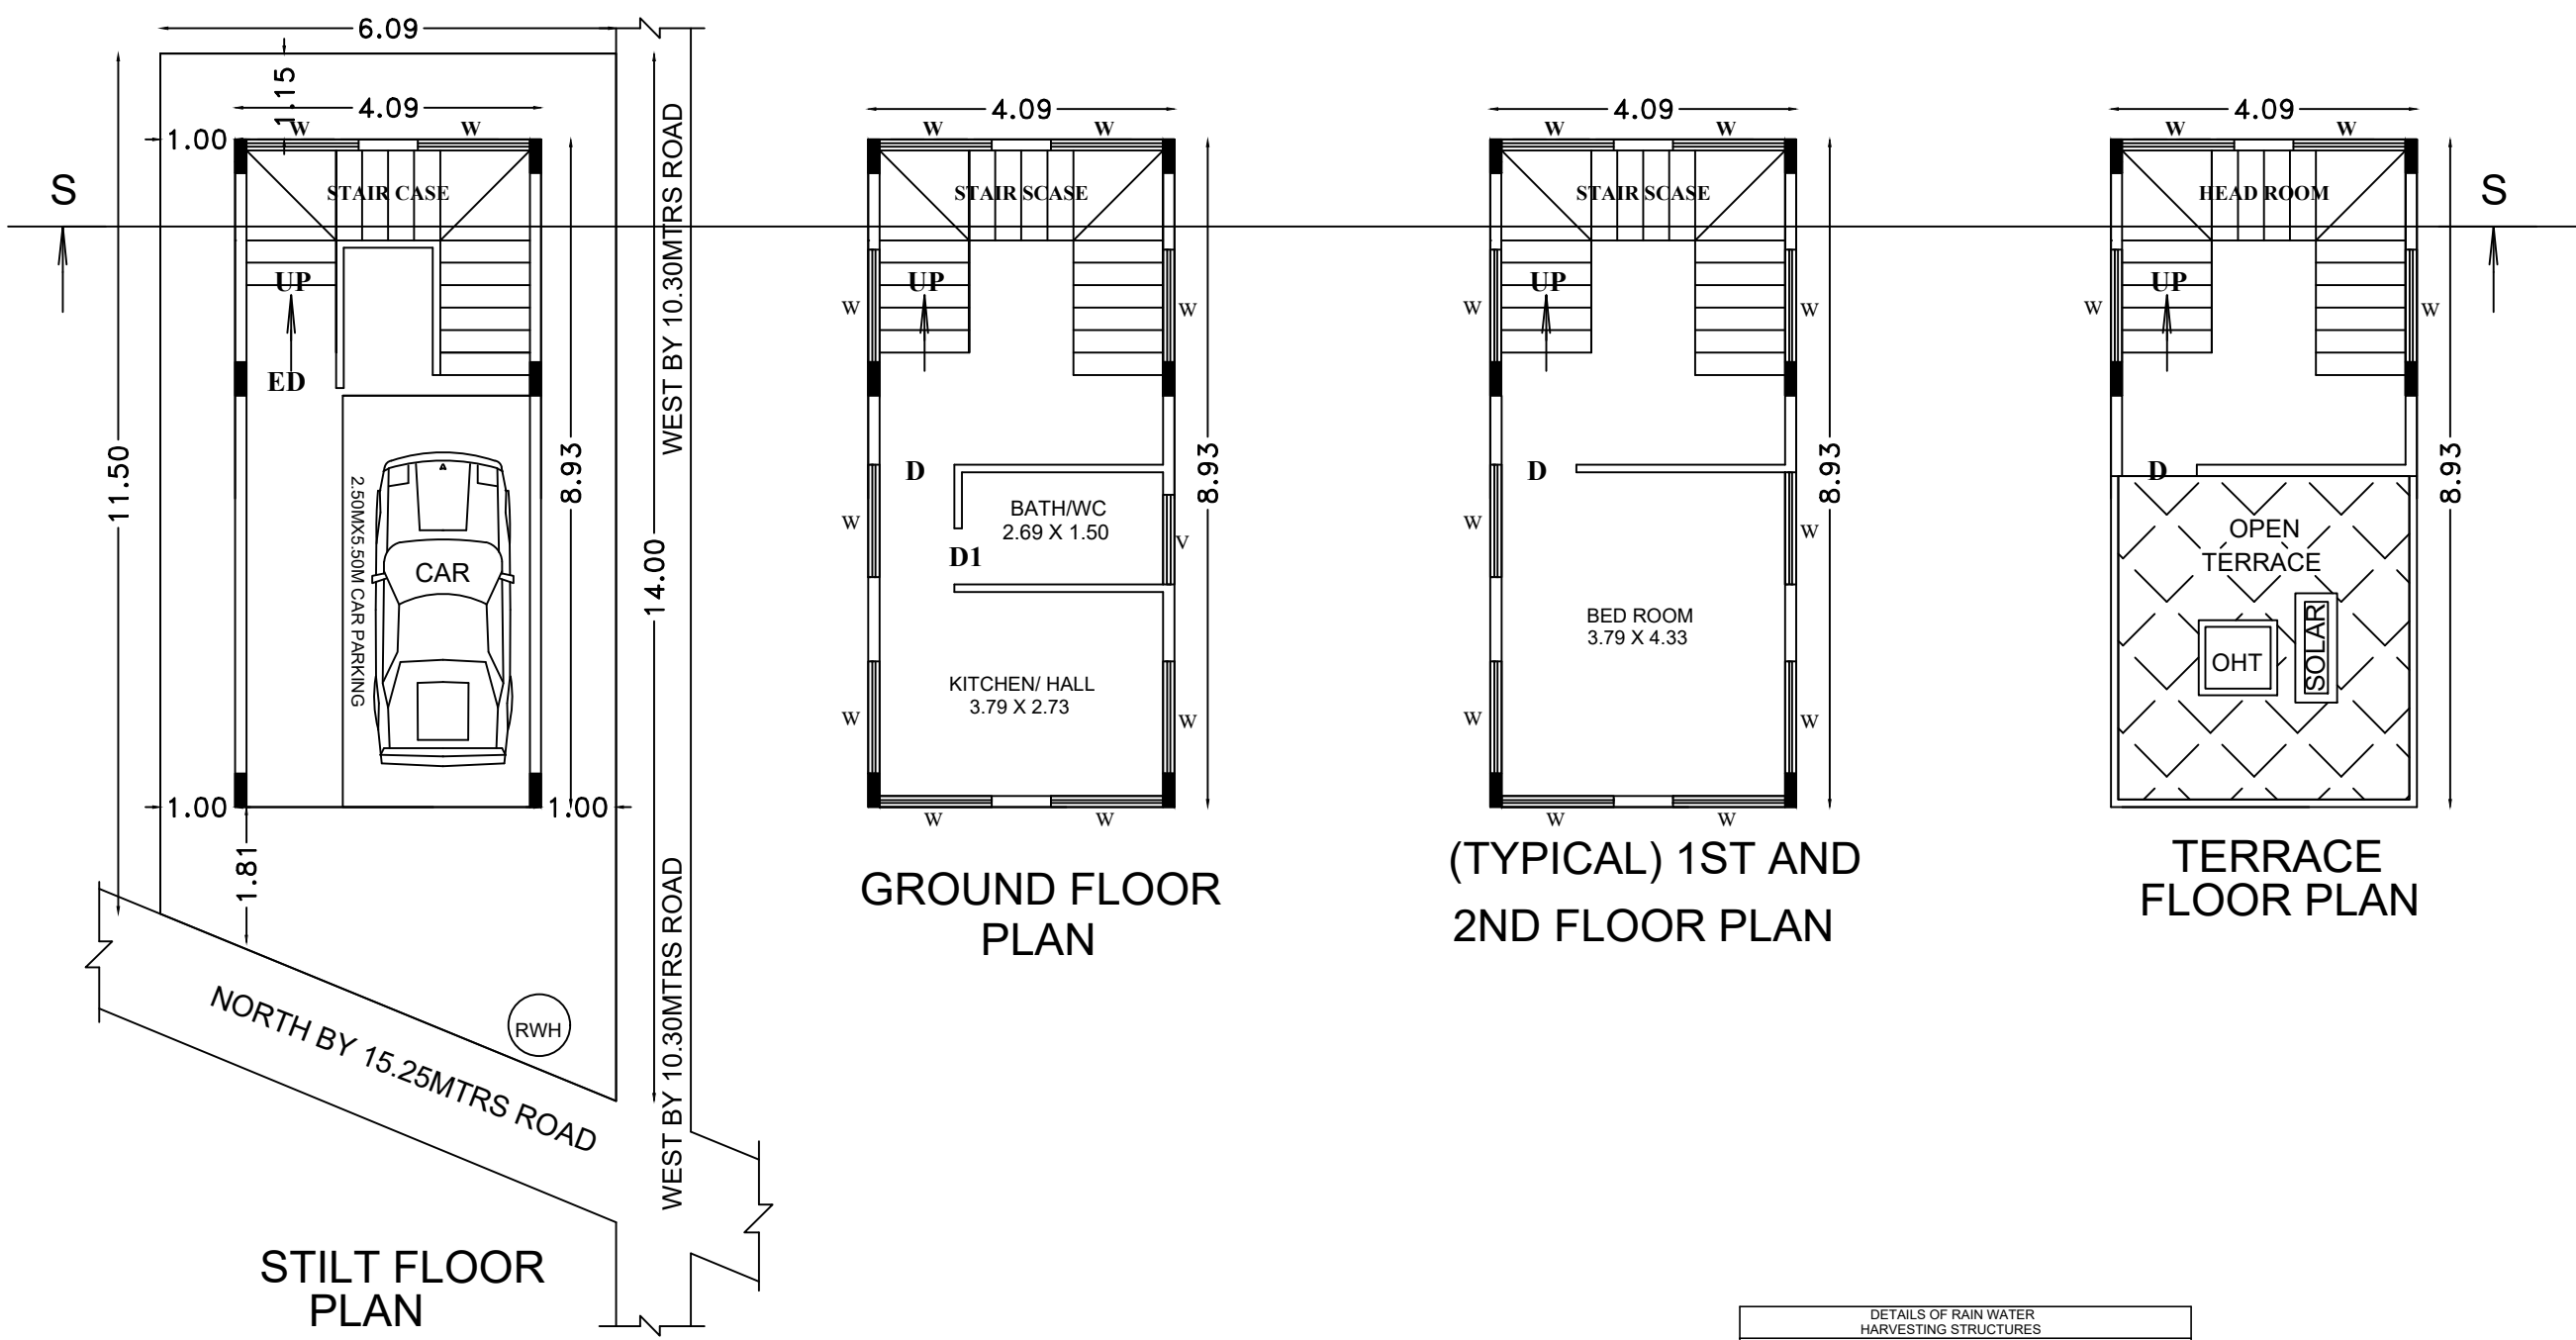 6.09
1.15
4.09
1.00
W
W
STAIR CASE
UP
ED
S
11.50
8.93
14.00
2.50MX5.50M CAR PARKING
CAR
1.00
1.00
1.81
WEST BY 10.30MTRS ROAD
WEST BY 10.30MTRS ROAD
RWH
NORTH BY 15.25MTRS ROAD
STILT FLOOR
PLAN
4.09
W
W
STAIR SCASE
UP
W
W
D
8.93
BATH/WC
2.69 X 1.50
W
V
D1
KITCHEN/ HALL
3.79 X 2.73
W
W
W
W
GROUND FLOOR
PLAN
4.09
W
W
STAIR SCASE
UP
W
W
D
8.93
W
W
BED ROOM
3.79 X 4.33
W
W
W
W
(TYPICAL) 1ST AND
2ND FLOOR PLAN
4.09
W
W
HEAD ROOM
S
UP
W
W
D
8.93
OPEN
TERRACE
OHT
SOLAR
TERRACE
FLOOR PLAN
DETAILS OF RAIN WATER
HARVESTING STRUCTURES